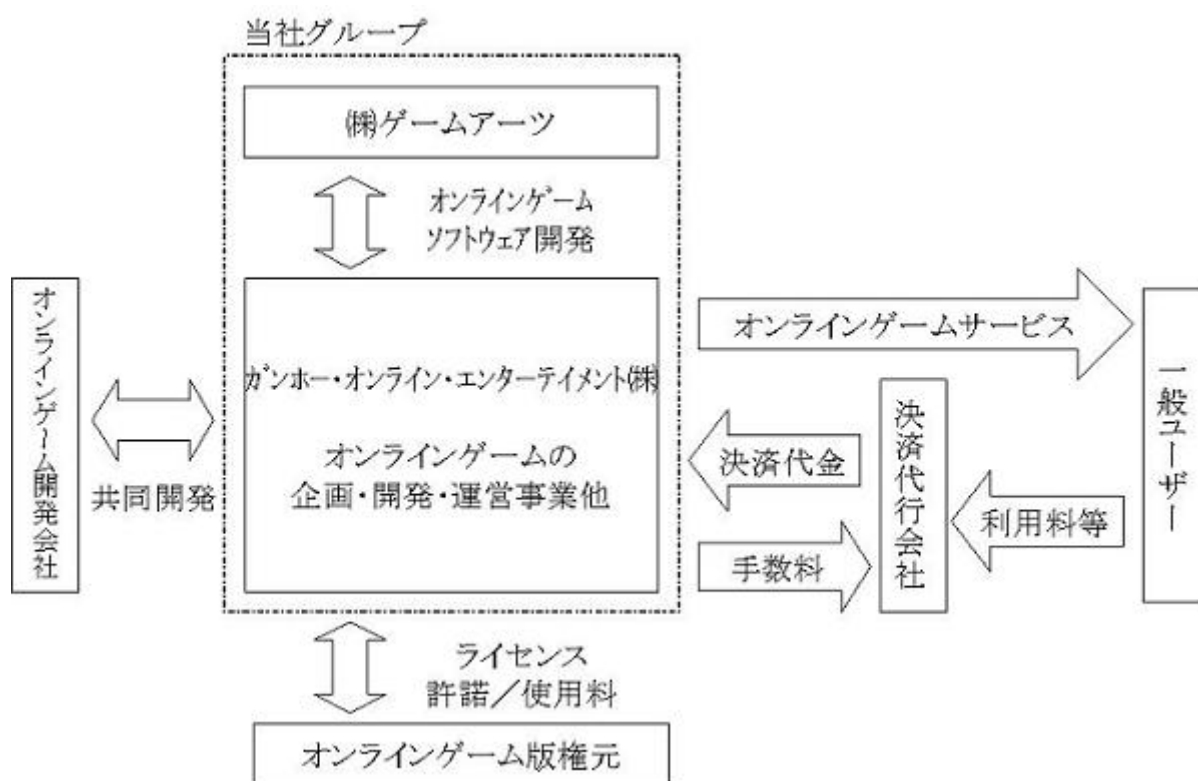 当社グループ
㈱ゲームアーツ
オンラインゲーム
ソフトウェア開発
オンラインゲーム開発会社
共同開発
ガンホー・オンライン・エンターテイメント㈱
オンラインゲームの
企画・開発・運営事業他
オンラインゲームサービス
決済代金
手数料
決済代行会社
利用料等
一般ユーザー
ライセンス
許諾／使用料
オンラインゲーム版権元